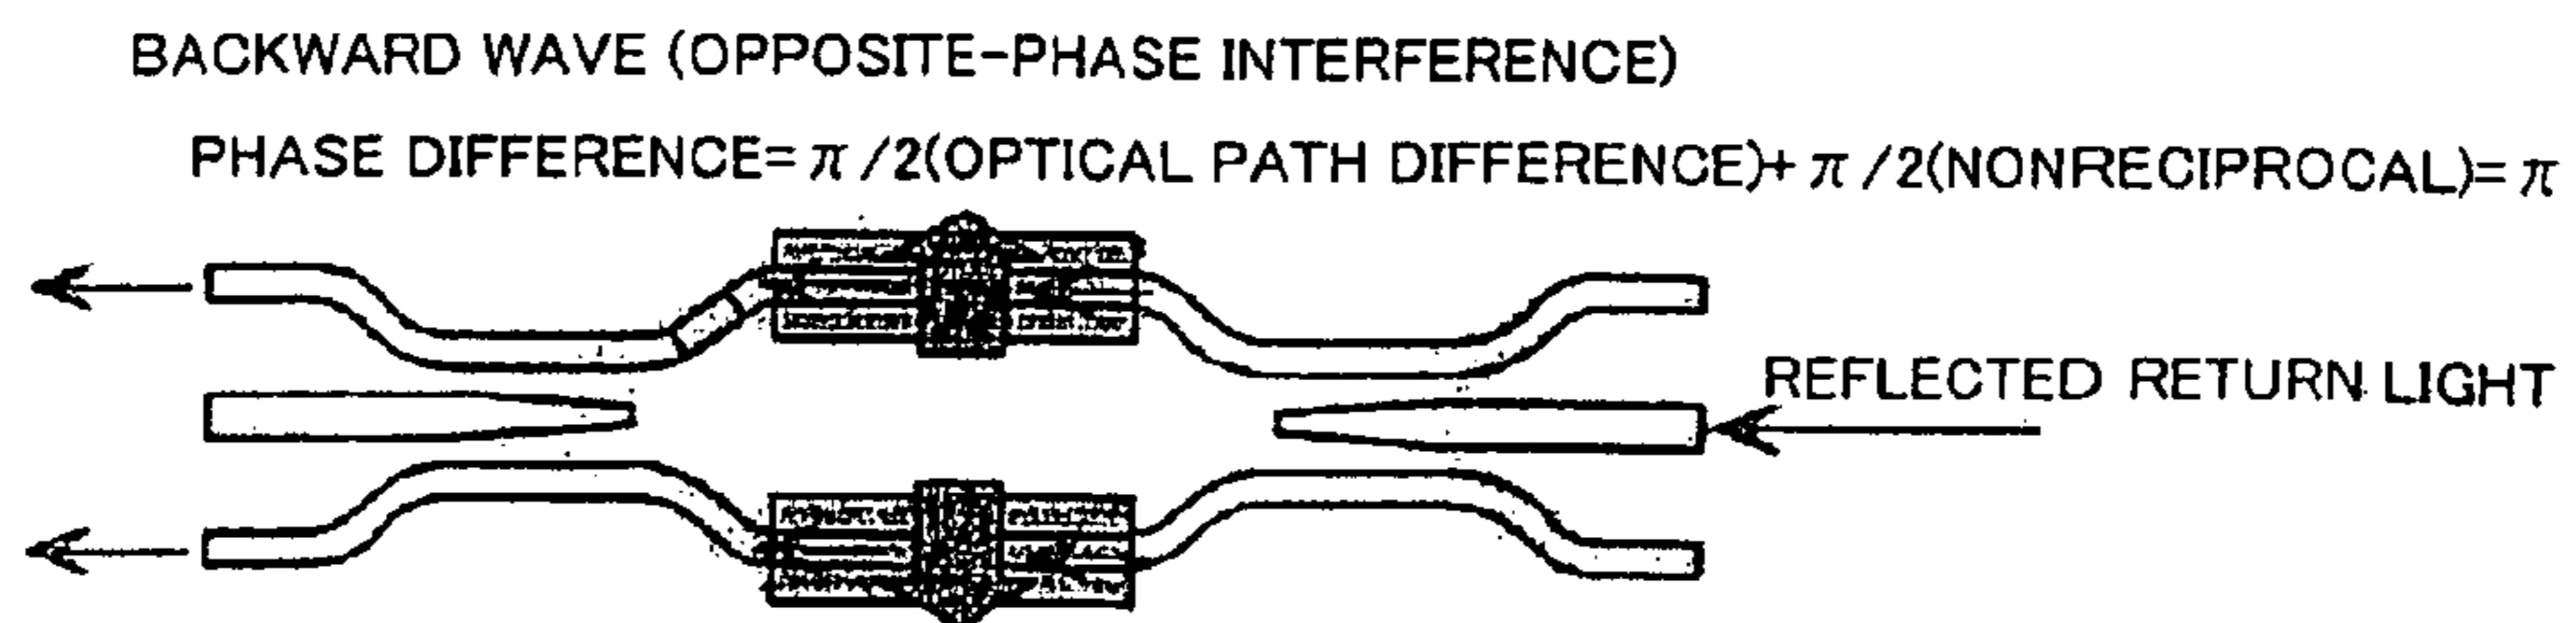 BACKWARD WAVE (OPPOSITE-PHASE INTERFERENCE)
PHASE DIFFERENCE=π/2(OPTICAL PATH DIFFERENCE)+π/2(NONRECIPROCAL)=π
REFLECTED RETURN LIGHT